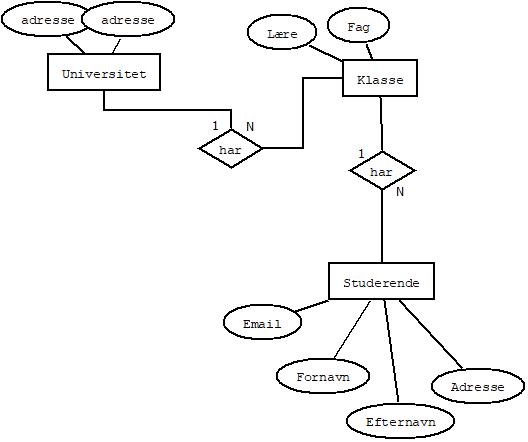 adresse
adresse
Lære
Fag
Universitet
Klasse
1
N
har
1
har
N
Studerende
Email
Fornavn
Adresse
Efternavn